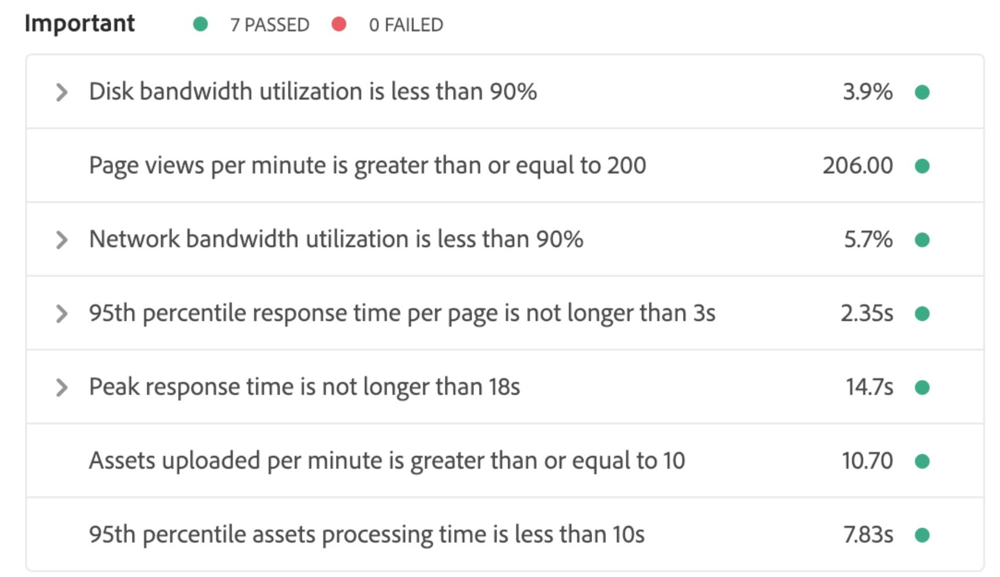 Important 7 PASSED 0 FAILED
Disk bandwidth utilization is less than 90% 3.9%
Page views per minute is greater than or equal to 200 206.00
Network bandwidth utilization is less than 90% 5.7%
95th percentile response time per page is not longer than 3s 2.35s
Peak response time is not longer than 18s 14.7s
Assets uploaded per minute is greater than or equal to 10 10.70
95th percentile assets processing time is less than 10s 7.83s